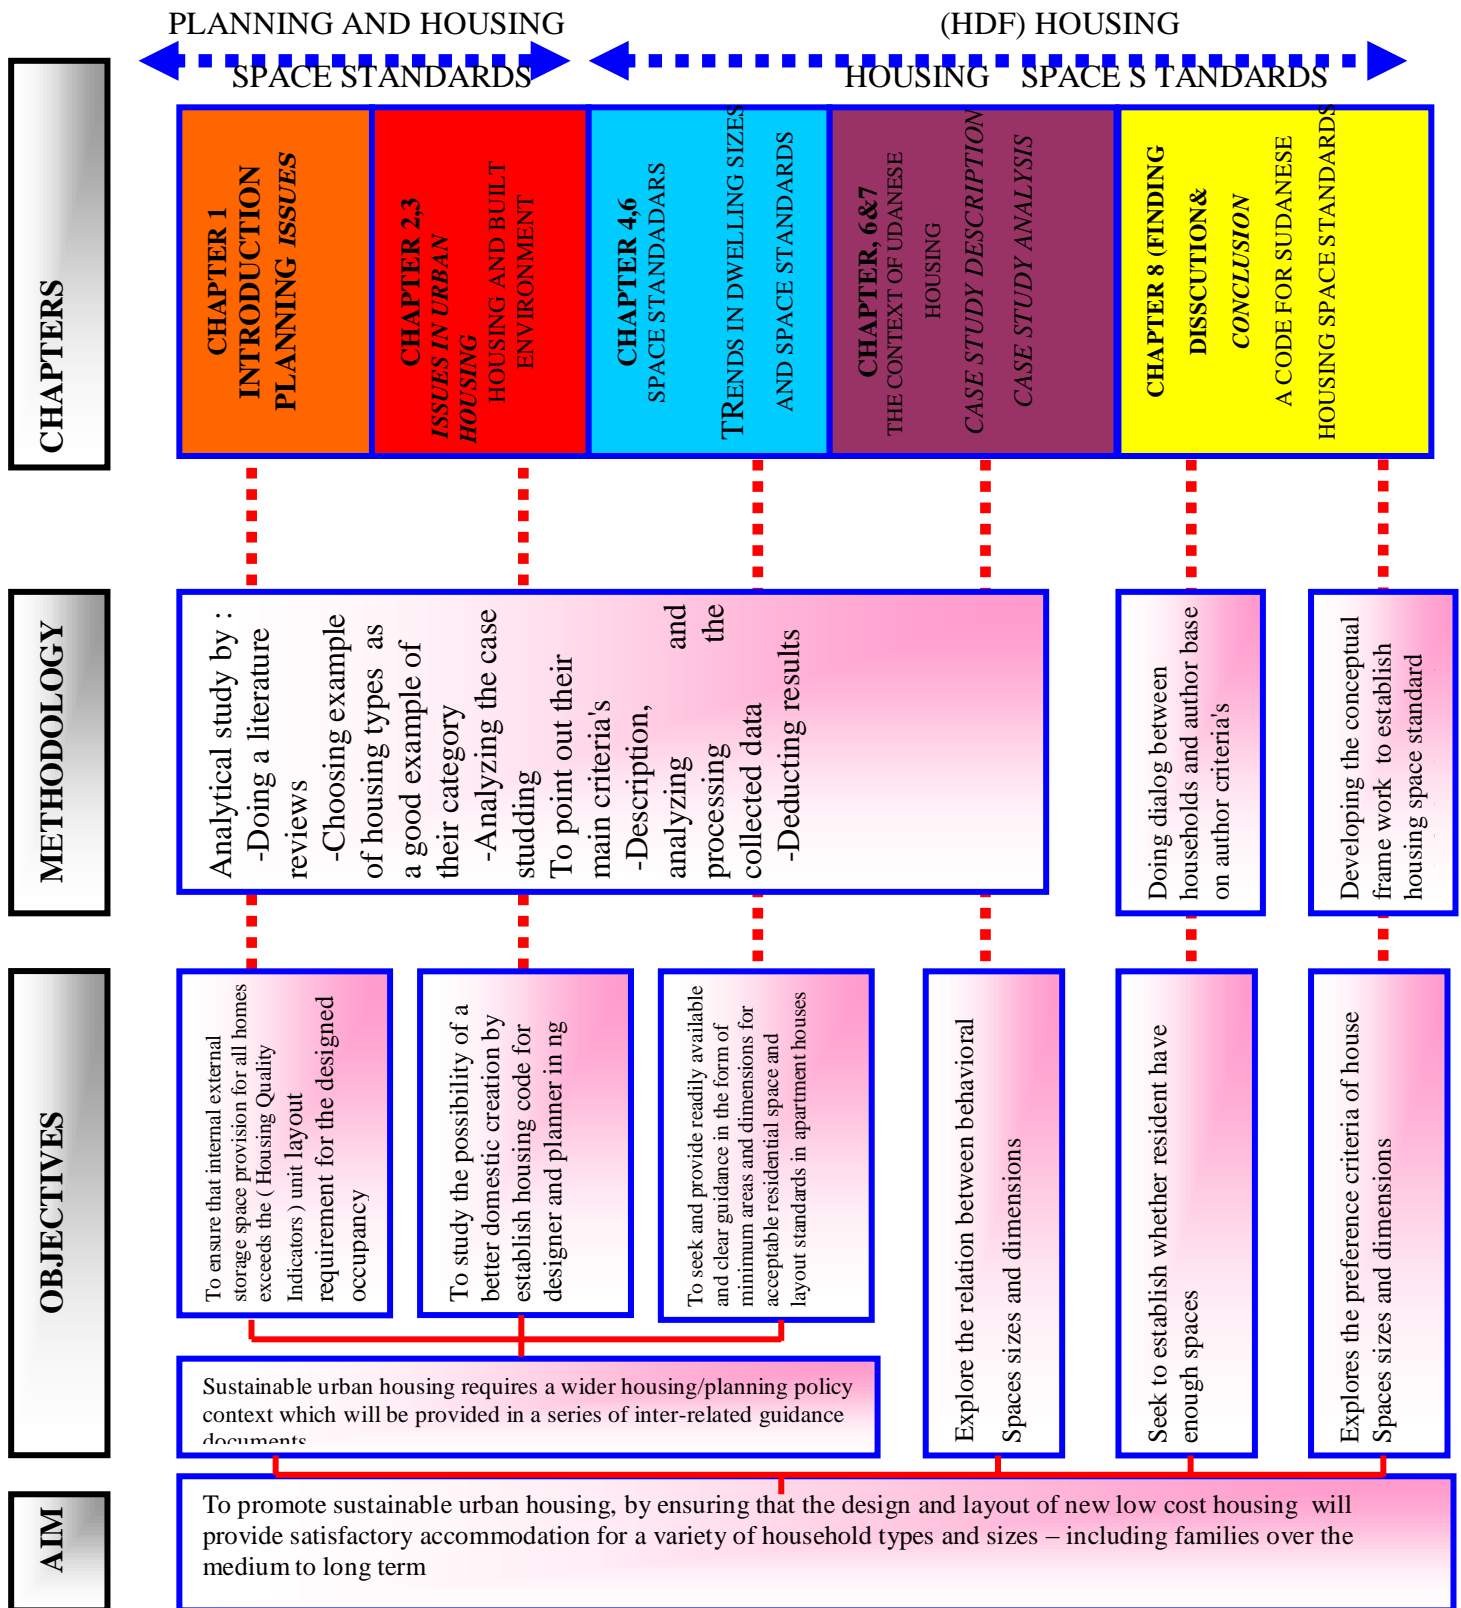 PLANNING AND HOUSING
SPACE STANDARDS
(HDF) HOUSING
HOUSING SPACE S TANDARDS
CHAPTERS
CHAPTER 1
INTRODUCTION
PLANNING ISSUES
CHAPTER 2,3
ISSUES IN URBAN
HOUSING
HOUSING AND BUILT
ENVIRONMENT
CHAPTER 4,6
SPACE STANDADARS
TRENDS IN DWELLING SIZES
AND SPACE STANDARDS
CHAPTER, 6&7
THE CONTEXT OF UDANESE
HOUSING
CASE STUDY DESCRIPTION
CASE STUDY ANALYSIS
CHAPTER 8 (FINDING
DISSCUTION&
CONCLUSION
A CODE FOR SUDANESE
HOUSING SPACE STANDARDS
METHODOLOGY
Analytical study by :
-Doing a literature
reviews
-Choosing example
of housing types as
a good example of
their category
-Analyzing the case
studding
To point out their
main criteria's
-Description,
analyzing and
processing the
collected data
-Deducting results
Doing dialog between
households and author base
on author criteria's
Developing the conceptual
frame work to establish
housing space standard
OBJECTIVES
To ensure that internal external
storage space provision for all homes
exceeds the ( Housing Quality
Indicators ) unit layout
requirement for the designed
occupancy
To study the possibility of a
better domestic creation by
establish housing code for
designer and planner in ng
To seek and provide readily available
and clear guidance in the form of
minimum areas and dimensions for
acceptable residential space and
layout standards in apartment houses
Explore the relation between behavioral
Spaces sizes and dimensions
Seek to establish whether resident have
enough spaces
Explores the preference criteria of house
Spaces sizes and dimensions
Sustainable urban housing requires a wider housing/planning policy
context which will be provided in a series of inter-related guidance
documents
AIM
To promote sustainable urban housing, by ensuring that the design and layout of new low cost housing will
provide satisfactory accommodation for a variety of household types and sizes – including families over the
medium to long term